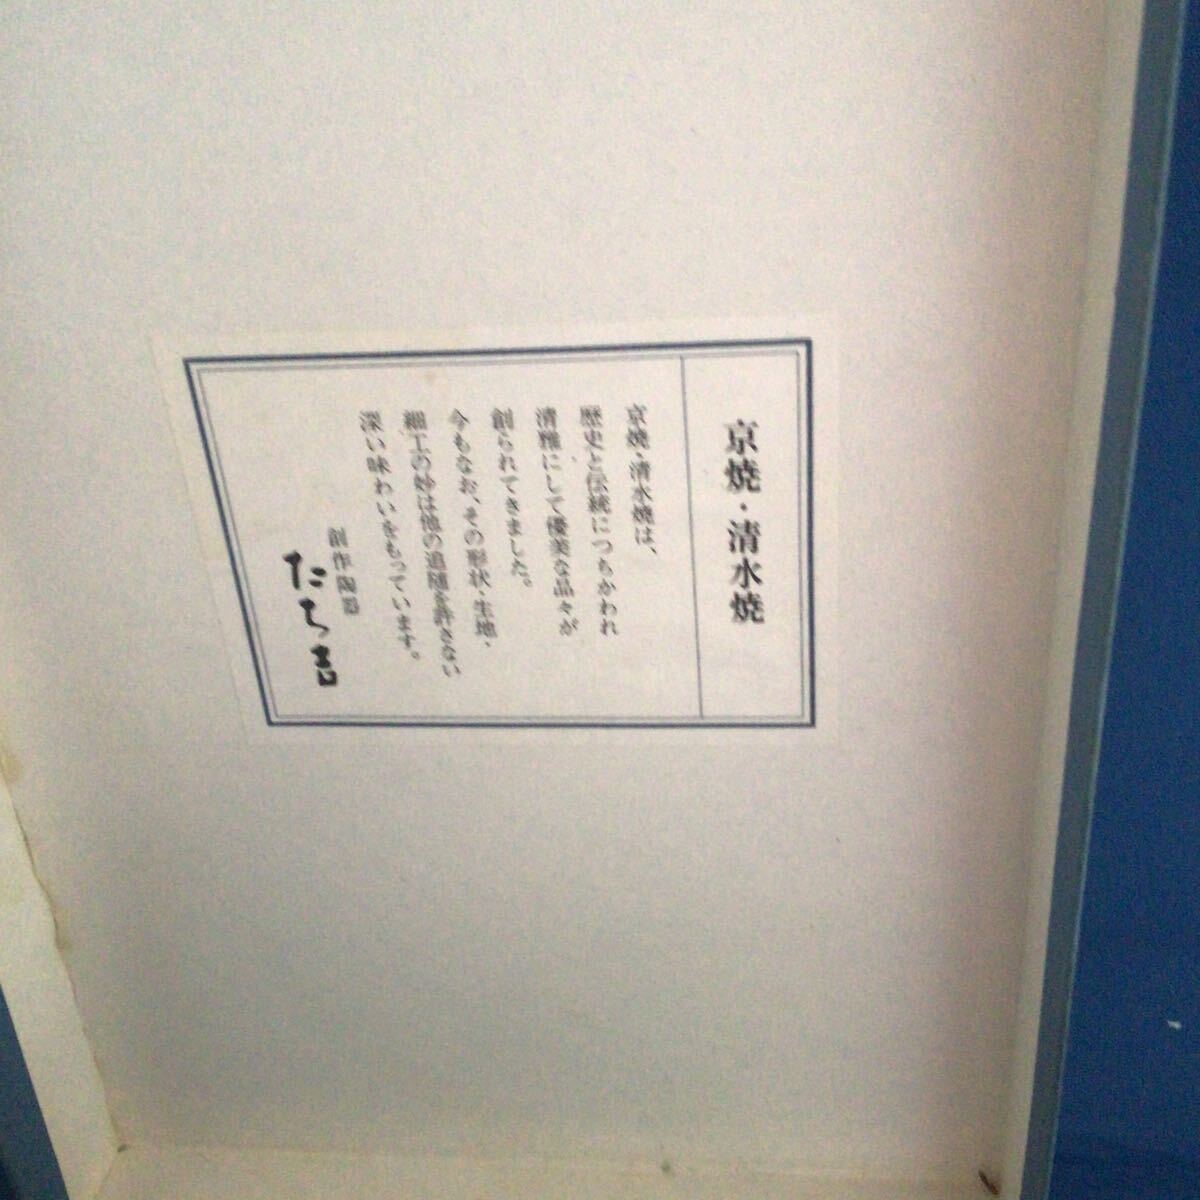 京焼・清水焼
京焼・清水焼は、
歴史と伝統につちかわれ
清雅にして優美な品々が
創られてきました。
今もなお、その形状・生地・
細工の妙は他の追随を許さない
深い味わいをもっています。
創作陶器
たち吉